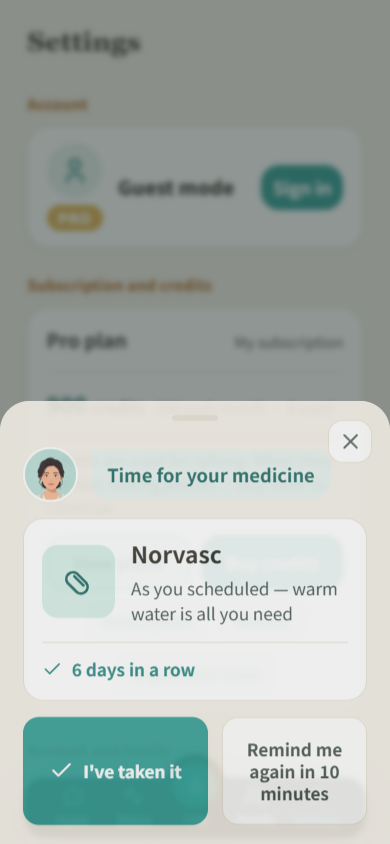 Settings
Account
Guest mode
Sign in
PRO
Subscription and credits
Pro plan
My subscription
Time for your medicine
Norvasc
As you scheduled — warm
water is all you need
6 days in a row
I've taken it
Remind me
again in 10
minutes